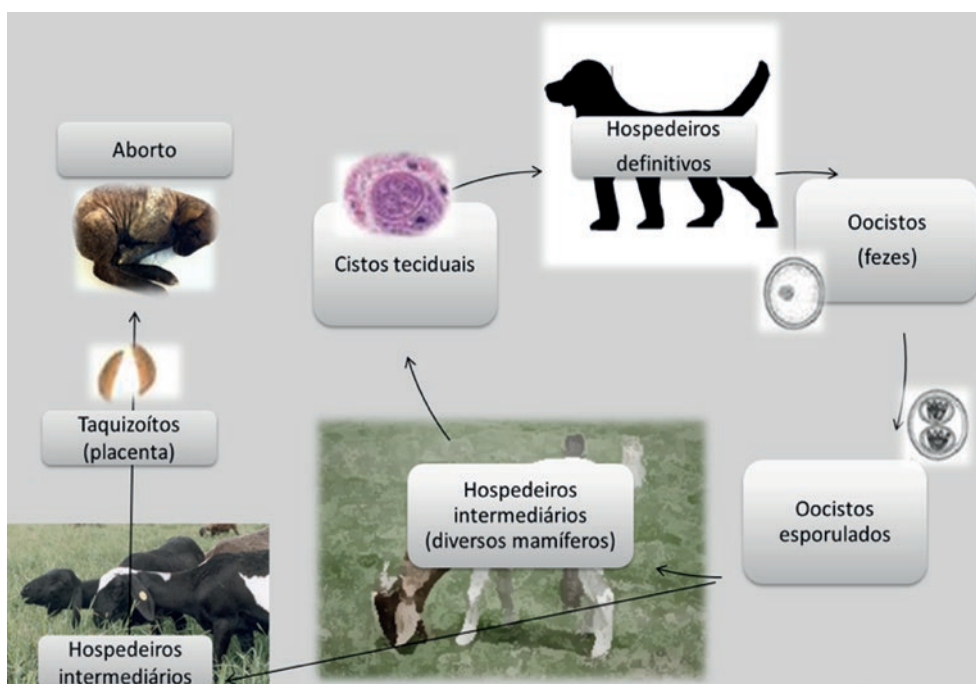 Aborto
Hospedeiros
definitivos
Oocistos
(fezes)
Cistos teciduais
Taquizoítos
(placenta)
Hospedeiros
intermediários
(diversos mamíferos)
Oocistos
esporulados
Hospedeiros
intermediários